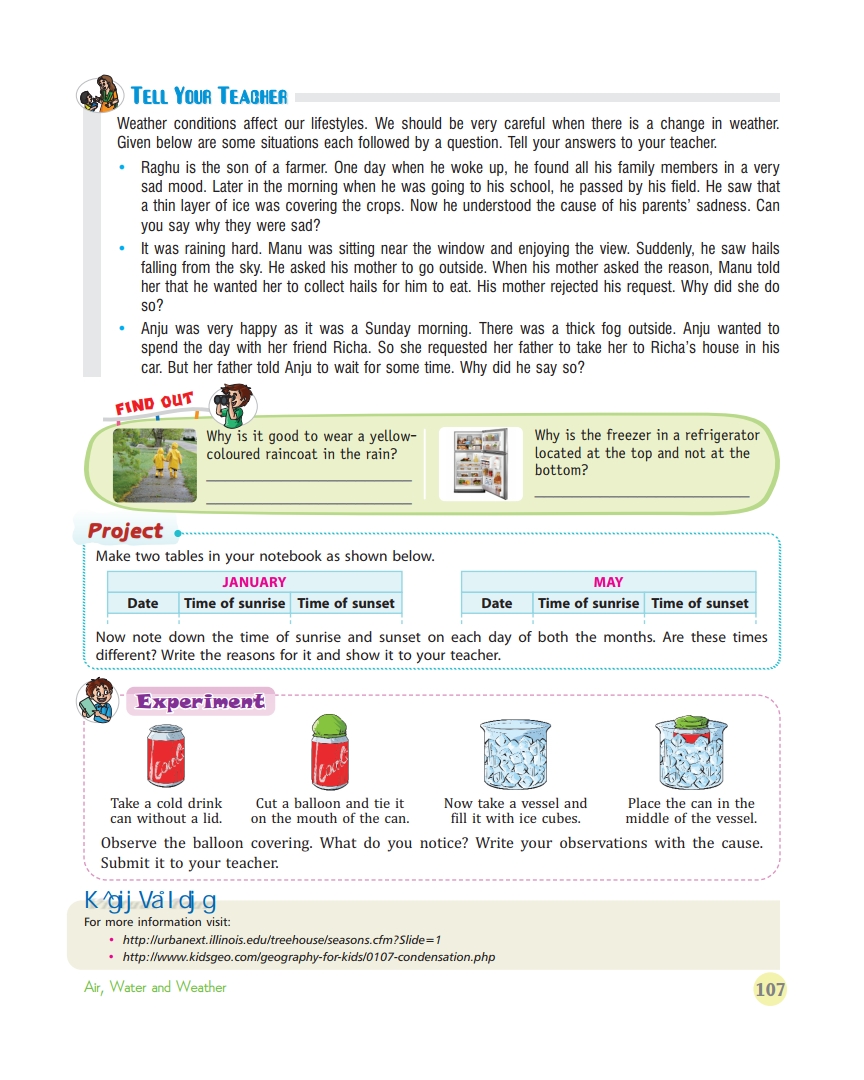 TELL YOUR TEACHER
Weather conditions affect our lifestyles. We should be very careful when there is a change in weather.
Given below are some situations each followed by a question. Tell your answers to your teacher.
• Raghu is the son of a farmer. One day when he woke up, he found all his family members in a very
sad mood. Later in the morning when he was going to his school, he passed by his field. He saw that
a thin layer of ice was covering the crops. Now he understood the cause of his parents' sadness. Can
you say why they were sad?
• It was raining hard. Manu was sitting near the window and enjoying the view. Suddenly, he saw hails
falling from the sky. He asked his mother to go outside. When his mother asked the reason, Manu told
her that he wanted her to collect hails for him to eat. His mother rejected his request. Why did she do
so?
• Anju was very happy as it was a Sunday morning. There was a thick fog outside. Anju wanted to
spend the day with her friend Richa. So she requested her father to take her to Richa's house in his
car. But her father told Anju to wait for some time. Why did he say so?
FIND OUT
Why is it good to wear a yellow-
coloured raincoat in the rain?
Why is the freezer in a refrigerator
located at the top and not at the
bottom?
Project
Make two tables in your notebook as shown below.
JANUARY
Date Time of sunrise Time of sunset
MAY
Date Time of sunrise Time of sunset
Now note down the time of sunrise and sunset on each day of both the months. Are these times
different? Write the reasons for it and show it to your teacher.
Experiment
Take a cold drink
can without a lid.
Cut a balloon and tie it
on the mouth of the can.
Now take a vessel and
fill it with ice cubes.
Place the can in the
middle of the vessel.
Observe the balloon covering. What do you notice? Write your observations with the cause.
Submit it to your teacher.
For more information visit:
• http://urbanext.illinois.edu/treehouse/seasons.cfm?Slide=1
• http://www.kidsgeo.com/geography-for-kids/0107-condensation.php
Air, Water and Weather
107